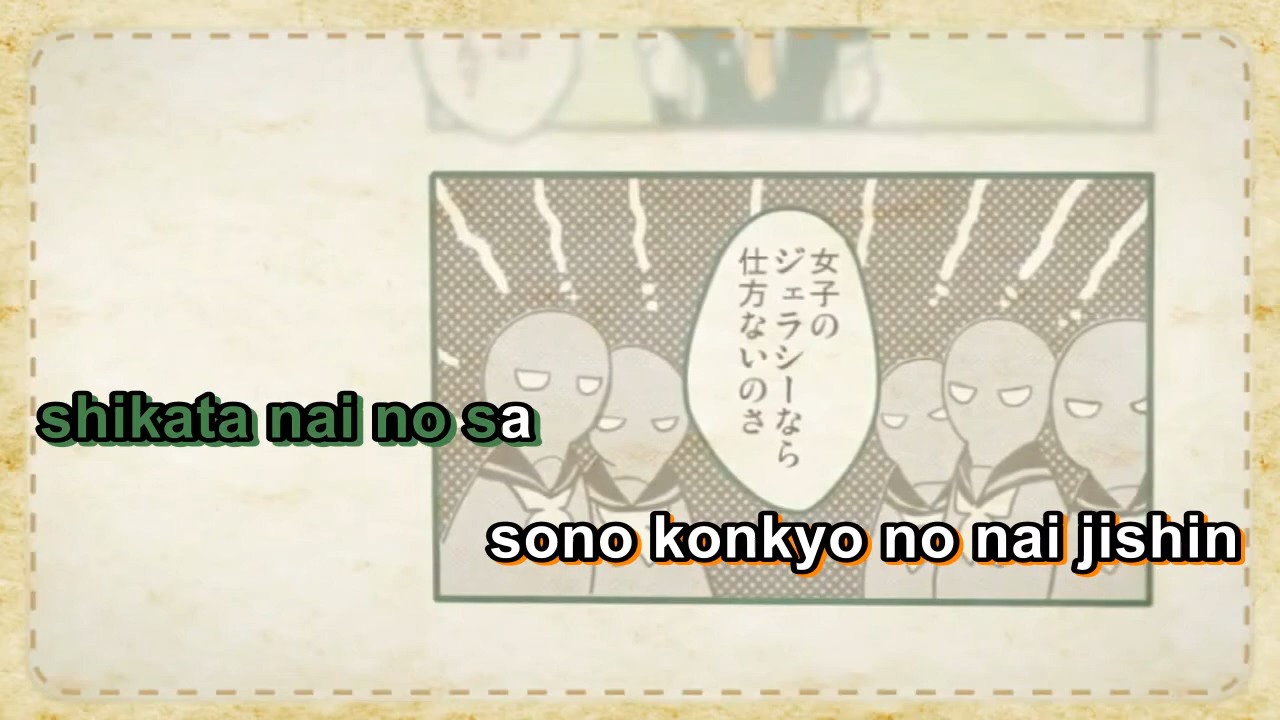 女子の
ジェラシーなら
仕方ないのさ
shikata nai no sa
sono konkyo no nai jishin